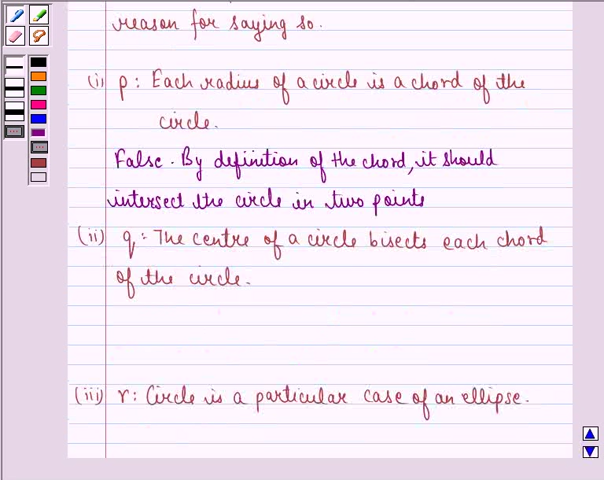 reason for saying so.
(i) p: Each radius of a circle is a chord of the
circle.
False. By definition of the chord, it should
intersect the circle in two points
(ii) q: The centre of a circle bisects each chord
of the circle.
(iii) r: Circle is a particular case of an ellipse.